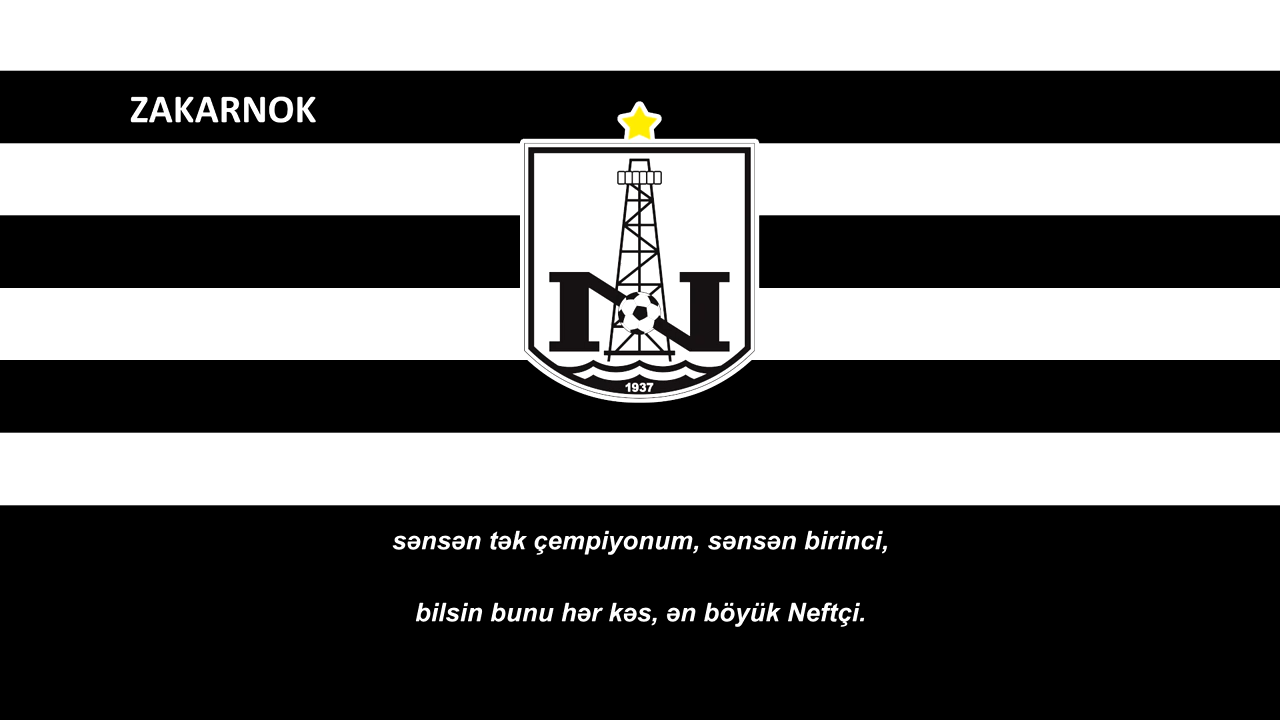 ZAKARNOK
N
1937
sənsən tək çempiyonum, sənsən birinci,
bilsin bunu hər kəs, ən böyük Neftçi.